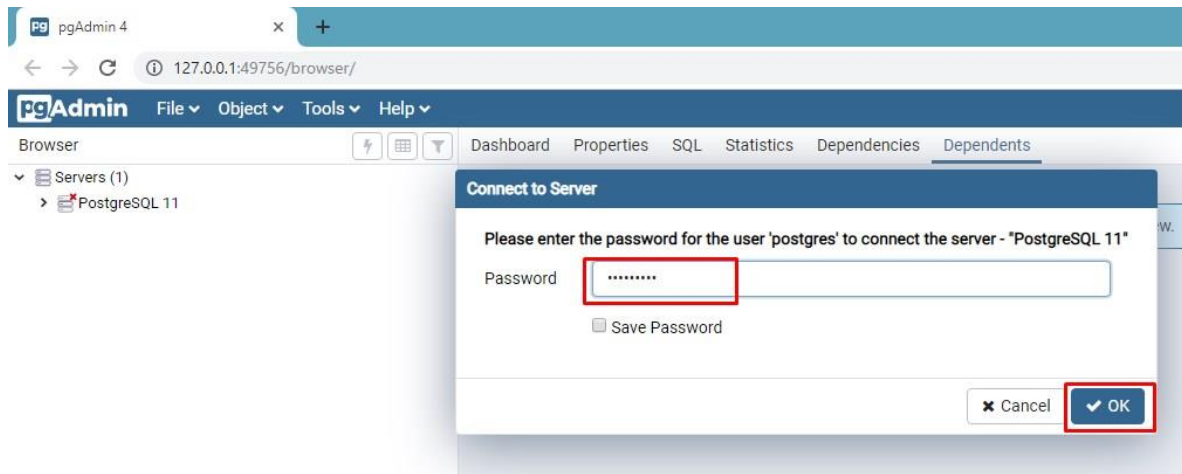 pgAdmin 4
127.0.0.1:49756/browser/
pgAdmin File Object Tools Help
Browser Dashboard Properties SQL Statistics Dependencies Dependents
Servers (1)
PostgreSQL 11
Connect to Server
ew.
Please enter the password for the user 'postgres' to connect the server - "PostgreSQL 11"
Password •••••••••
Save Password
Cancel OK